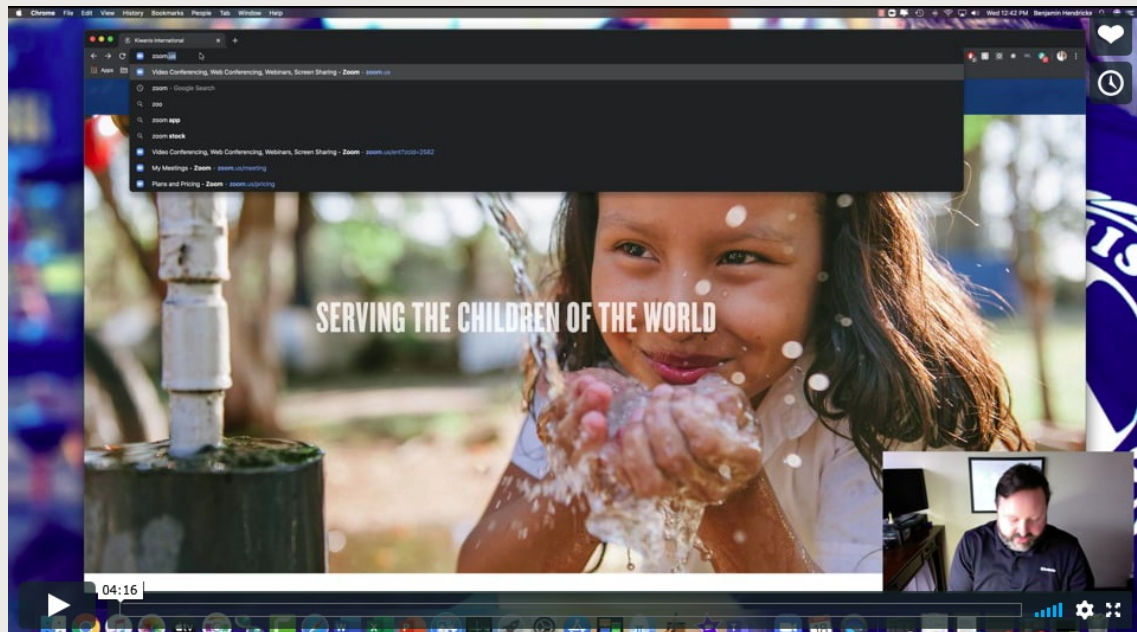 Chrome File Edit View History Bookmarks People Tab Window Help Wed 12:42 PM Benjamin Hendricks
Kiwanis International
zoom.us
Apps
Video Conferencing, Web Conferencing, Webinars, Screen Sharing - Zoom - zoom.us
zoom - Google Search
zoo
zoom app
zoom stock
Video Conferencing, Web Conferencing, Webinars, Screen Sharing - Zoom - zoom.us/ent?zcid=2582
My Meetings - Zoom - zoom.us/meeting
Plans and Pricing - Zoom - zoom.us/pricing
SERVING THE CHILDREN OF THE WORLD
04:16